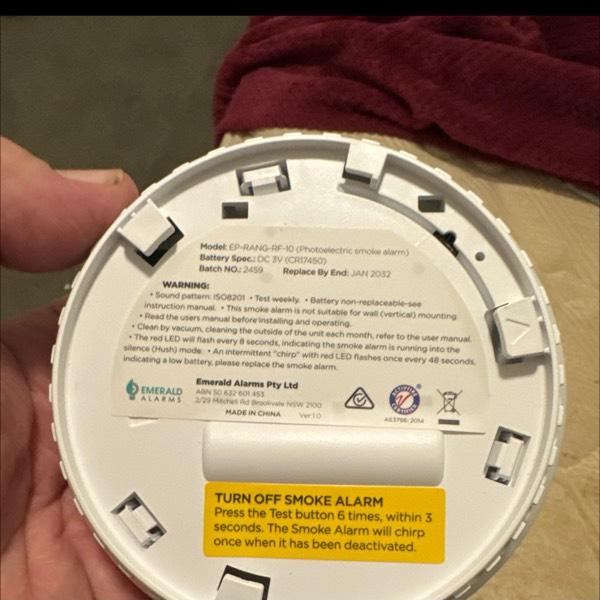 Model: EP-RANG-RF-10 (Photoelectric smoke alarm)
Battery Spec.: DC 3V (CR17450)
Batch NO.: 2459 Replace By End: JAN 2032
WARNING:
• Sound pattern: ISO8201 • Test weekly. • Battery non-replaceable-see
instruction manual. • This smoke alarm is not suitable for wall (vertical) mounting.
• Read the users manual before installing and operating.
• Clean by vacuum, cleaning the outside of the unit each month, refer to the user manual.
• The red LED will flash every 8 seconds, indicating the smoke alarm is running into the
silence (Hush) mode. • An intermittent "chirp" with red LED flashes once every 48 seconds,
indicating a low battery, please replace the smoke alarm.
EMERALD
ALARMS
Emerald Alarms Pty Ltd
ABN 50 632 601 453
2/29 Mitchell Rd Brookvale NSW 2100
MADE IN CHINA Ver1.0
AS3786: 2014
TURN OFF SMOKE ALARM
Press the Test button 6 times, within 3
seconds. The Smoke Alarm will chirp
once when it has been deactivated.